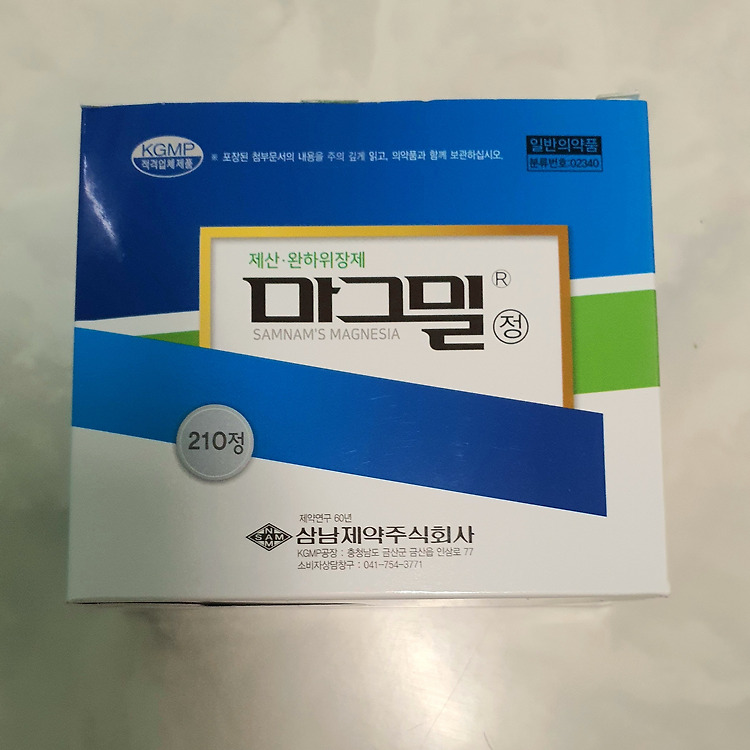 KGMP
적격업체제품
※ 포장된 첨부문서의 내용을 주의 깊게 읽고, 의약품과 함께 보관하십시오.
일반의약품
분류번호:02340
제산·완하위장제
마그밀®
정
SAMNAM'S MAGNESIA
210정
제약연구 60년
SAM
NAM
삼남제약주식회사
KGMP공장 : 충청남도 금산군 금산읍 인삼로 77
소비자상담창구 : 041-754-3771